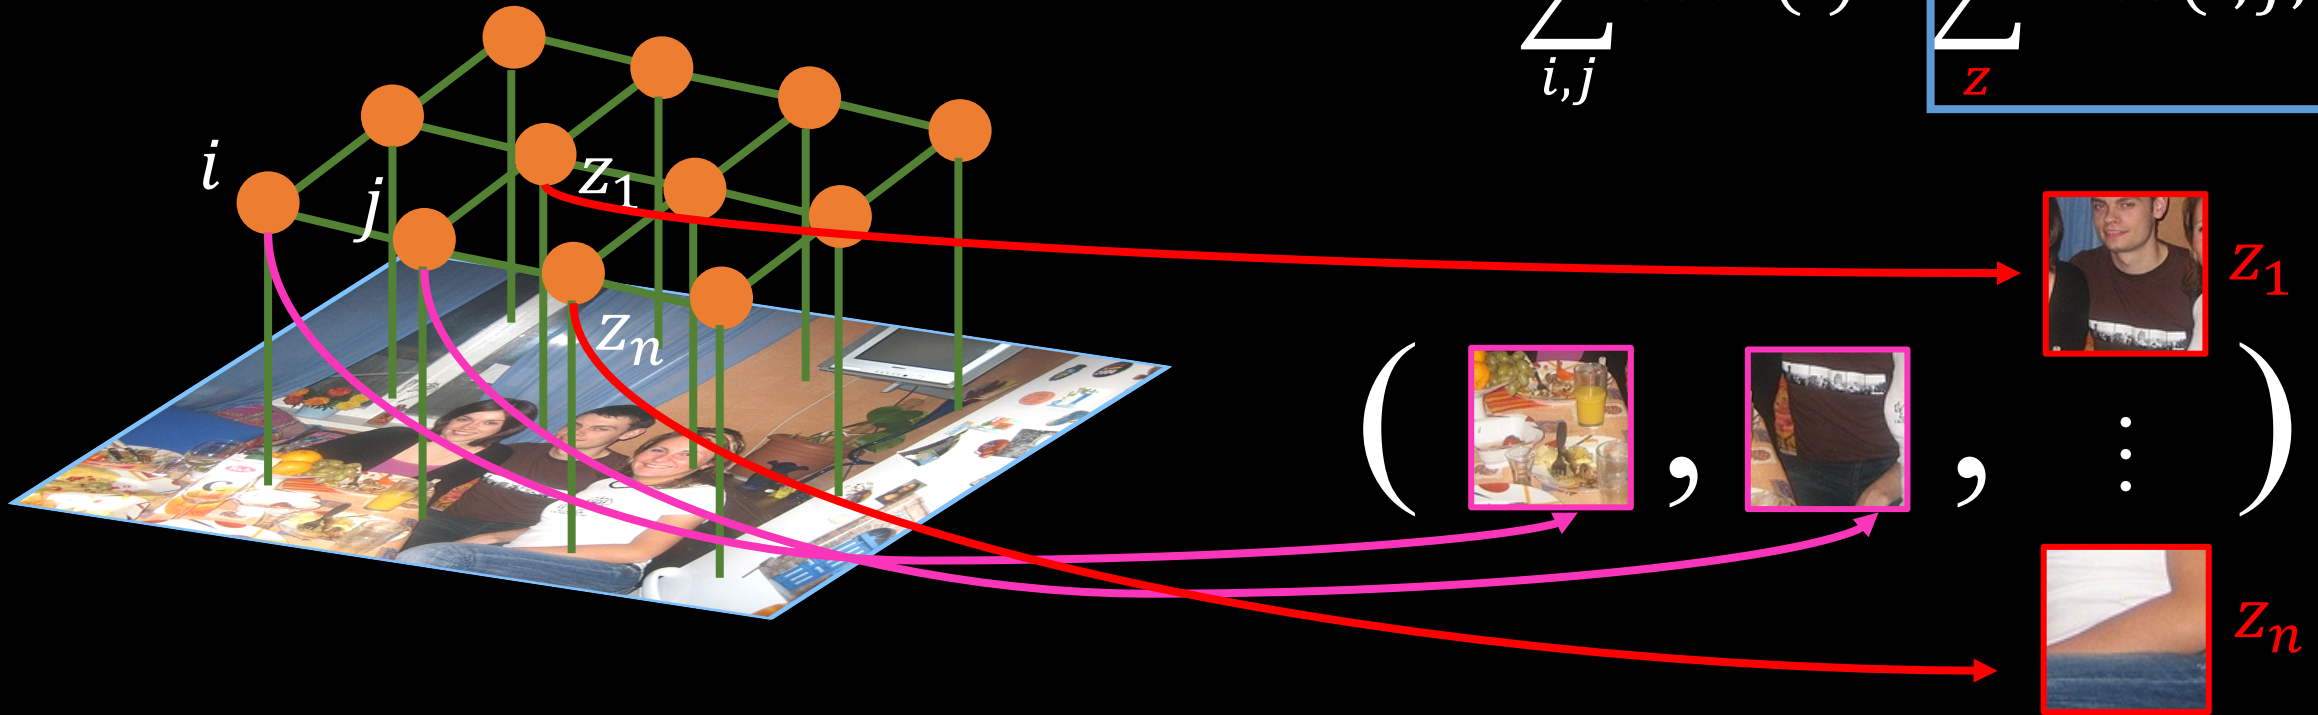 ∑ ∑
i,j z
i
j
z₁
zₙ
z₁
( , , ⋮ )
zₙ